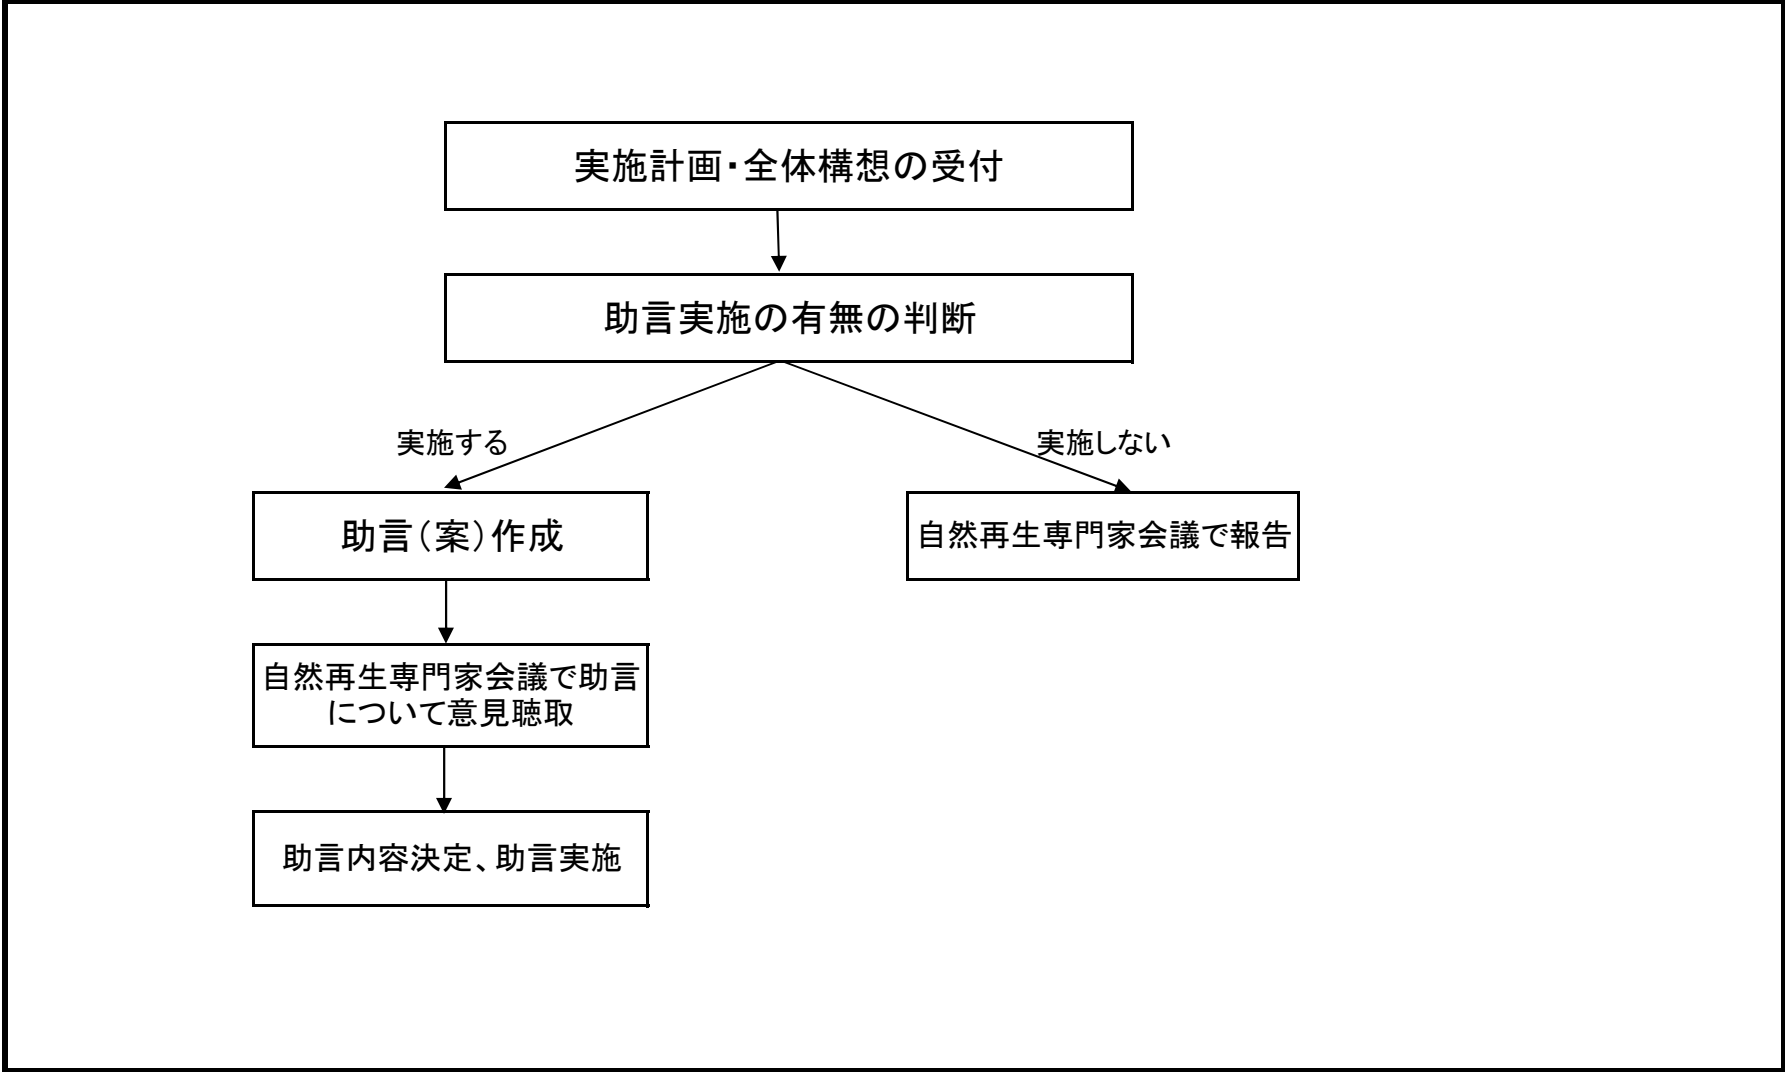 実施計画・全体構想の受付
助言実施の有無の判断
実施する
実施しない
助言（案）作成
自然再生専門家会議で報告
自然再生専門家会議で助言
について意見聴取
助言内容決定、助言実施